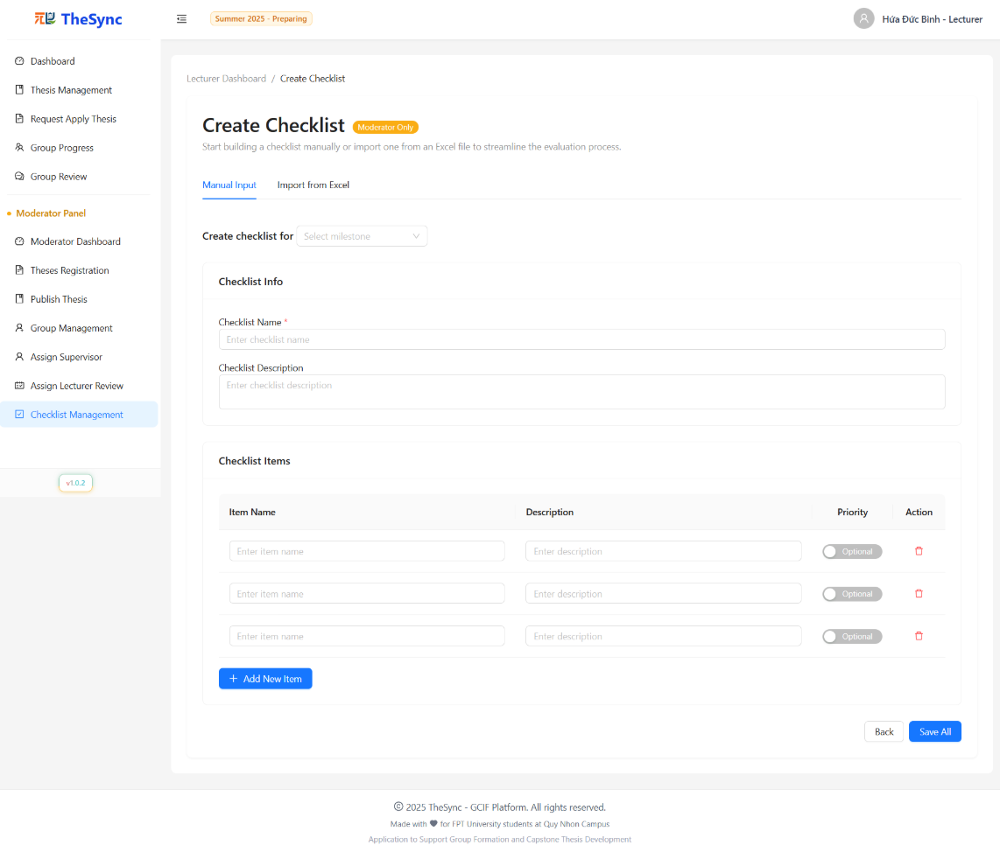 TheSync
Summer 2025 - Preparing
Hứa Đức Bình - Lecturer
Dashboard
Thesis Management
Request Apply Thesis
Group Progress
Group Review
Moderator Panel
Moderator Dashboard
Theses Registration
Publish Thesis
Group Management
Assign Supervisor
Assign Lecturer Review
Checklist Management
v1.0.2
Lecturer Dashboard / Create Checklist
Create Checklist Moderator Only
Start building a checklist manually or import one from an Excel file to streamline the evaluation process.
Manual Input Import from Excel
Create checklist for Select milestone
Checklist Info
Checklist Name *
Enter checklist name
Checklist Description
Enter checklist description
Checklist Items
Item Name Description Priority Action
Enter item name Enter description Optional
Enter item name Enter description Optional
Enter item name Enter description Optional
+ Add New Item
Back Save All
© 2025 TheSync - GCIF Platform. All rights reserved.
Made with 🖤 for FPT University students at Quy Nhon Campus
Application to Support Group Formation and Capstone Thesis Development